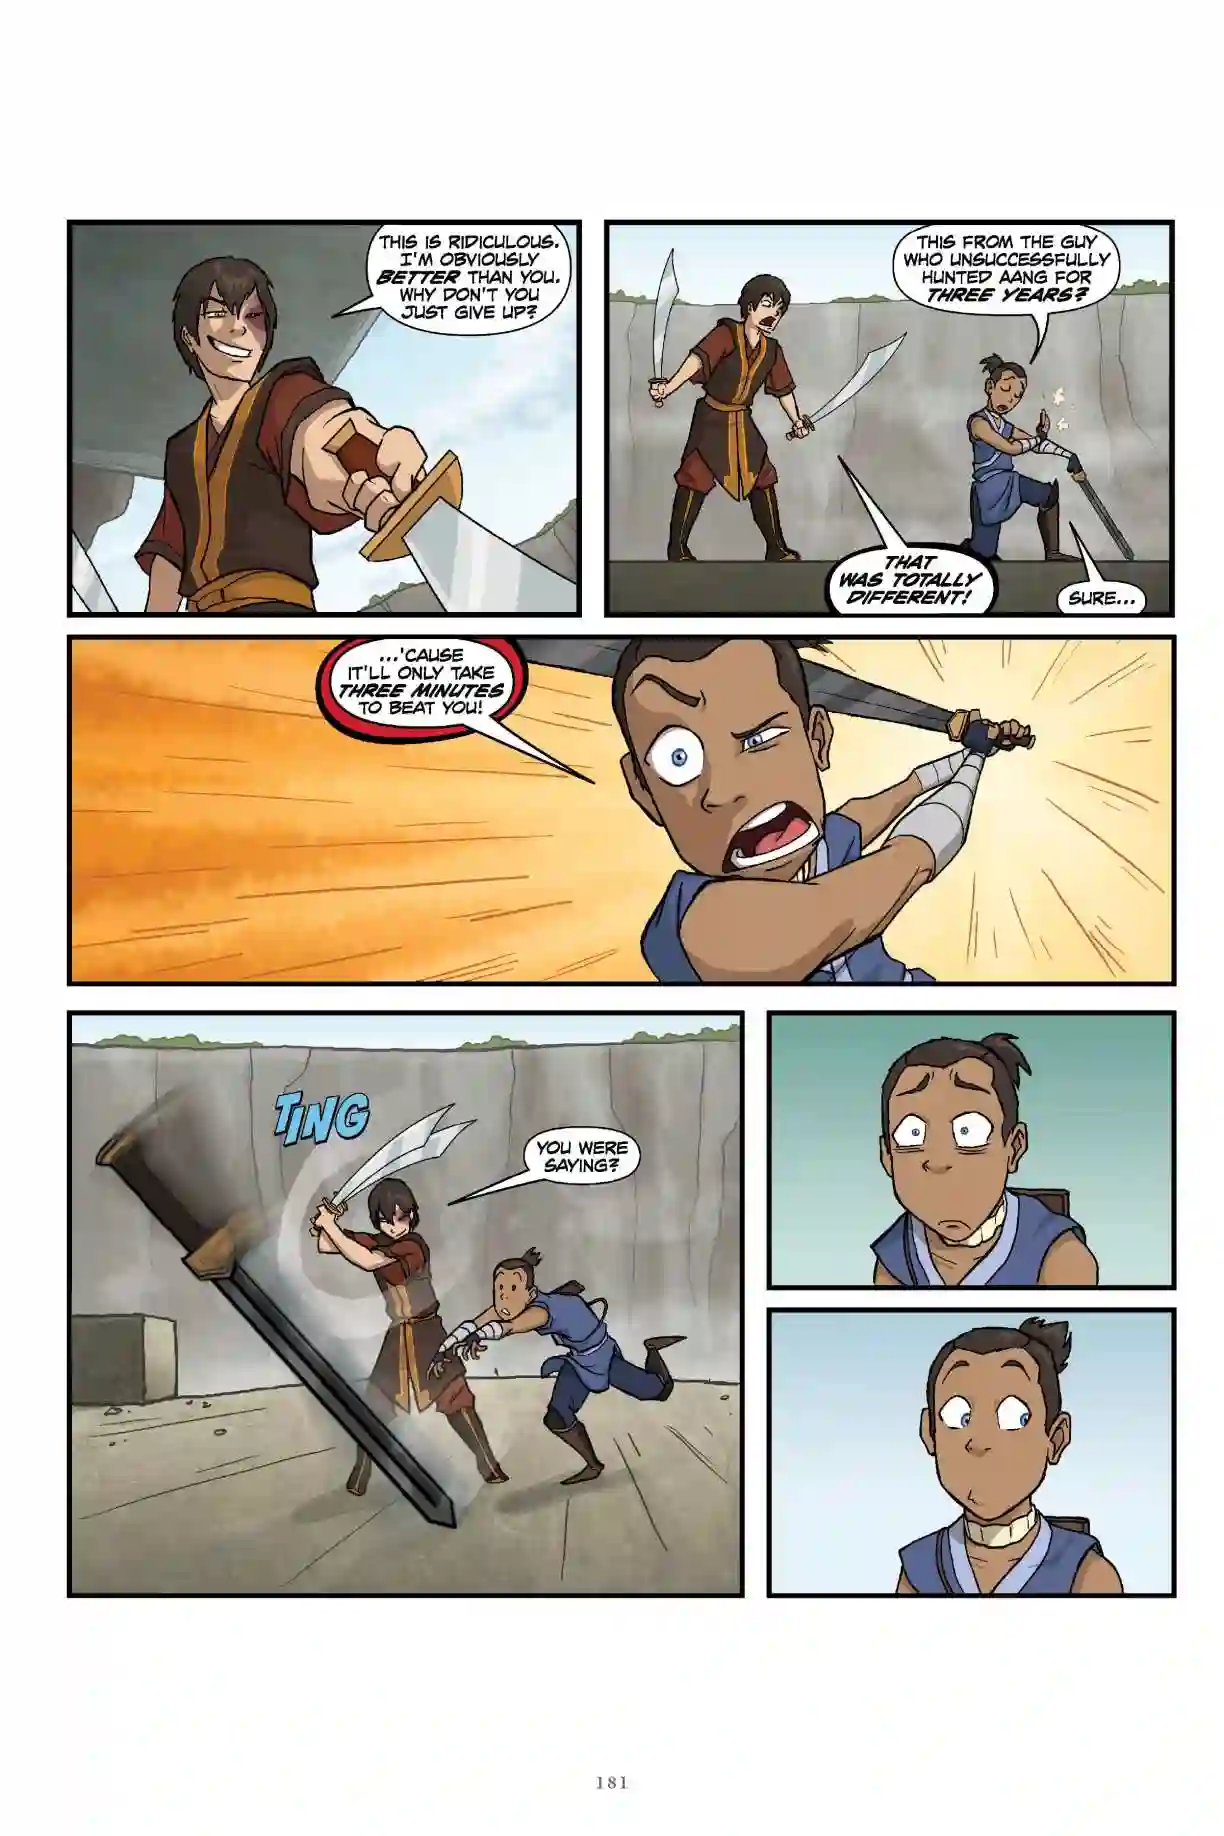 THIS IS RIDICULOUS.
I'M OBVIOUSLY
BETTER THAN YOU.
WHY DON'T YOU
JUST GIVE UP?
THIS FROM THE GUY
WHO UNSUCCESSFULLY
HUNTED AANG FOR
THREE YEARS?
THAT
WAS TOTALLY
DIFFERENT!
SURE...
...'CAUSE
IT'LL ONLY TAKE
THREE MINUTES
TO BEAT YOU!
TING
YOU WERE
SAYING?
181